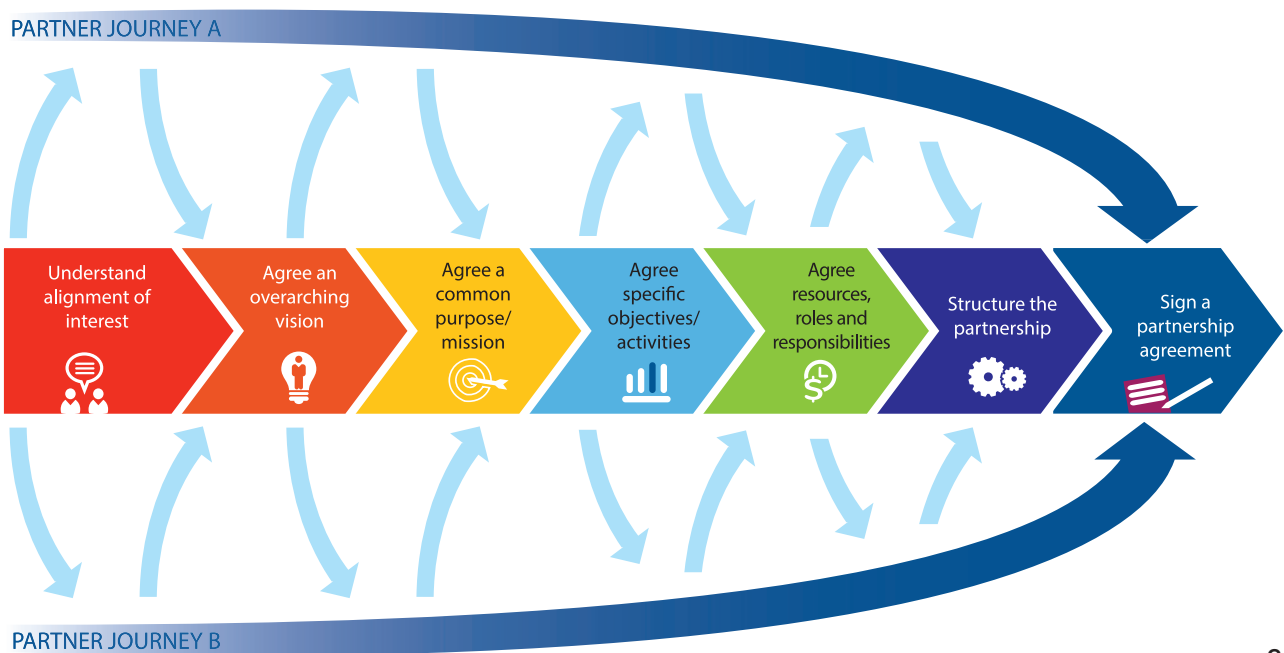 PARTNER JOURNEY A
Understand
alignment of
interest
Agree an
overarching
vision
Agree a
common
purpose/
mission
Agree
specific
objectives/
activities
Agree
resources,
roles and
responsibilities
Structure the
partnership
Sign a
partnership
agreement
PARTNER JOURNEY B